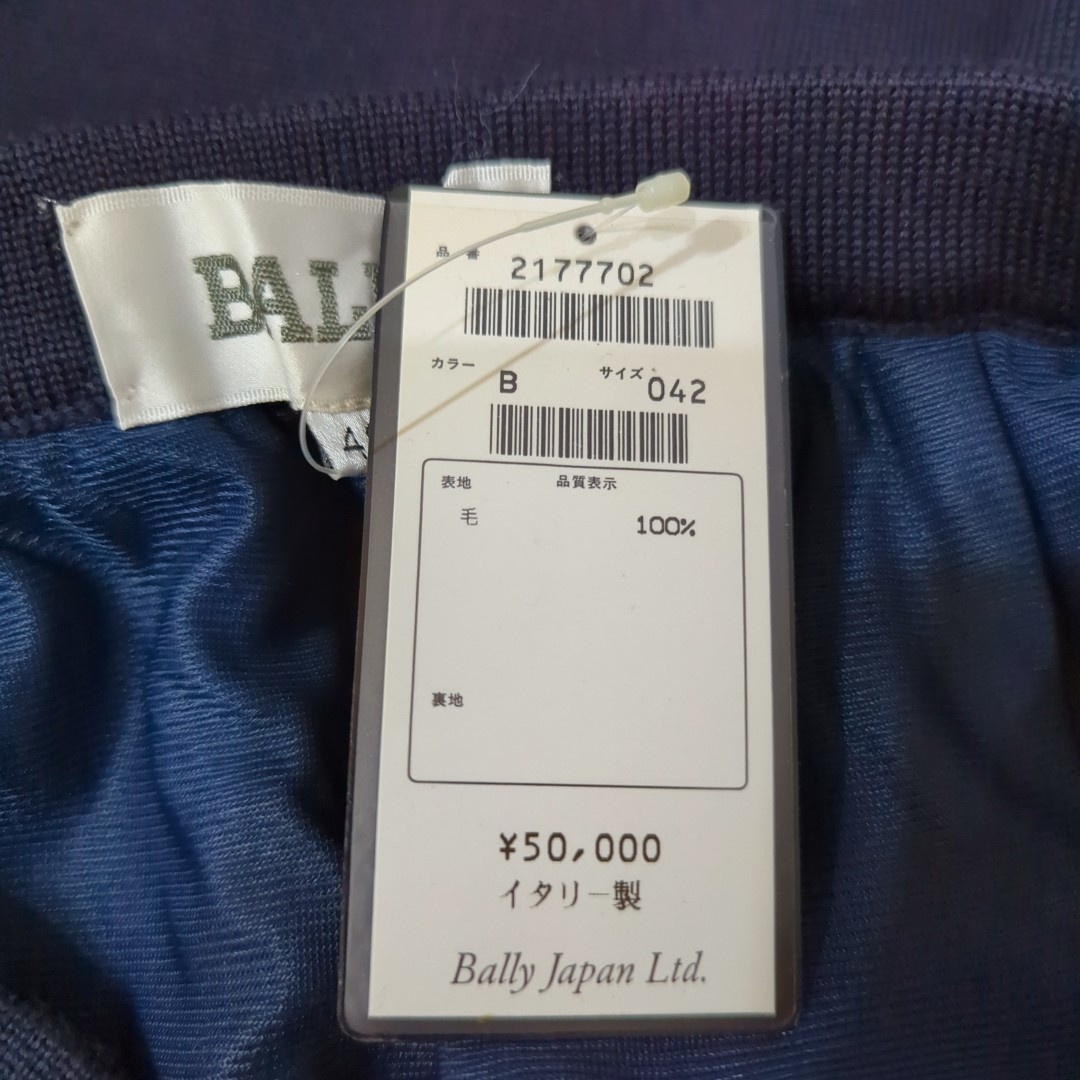 BALL
4
品番 2177702
カラー B サイズ 042
表地 品質表示
毛 100%
裏地
¥50,000
イタリー製
Bally Japan Ltd.